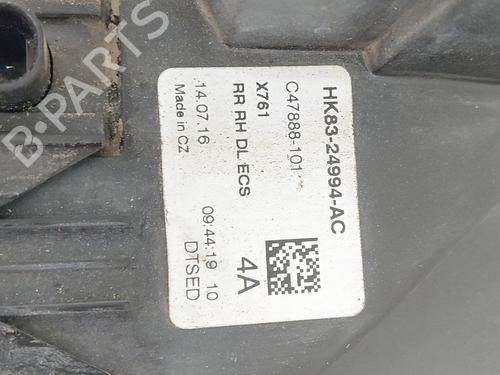 HK83-24994-AC
C47888-101
X761
RR RH DL ECS
4A
14.07.16
09:44:19 10
Made in CZ.
DTSED
B-PARTS